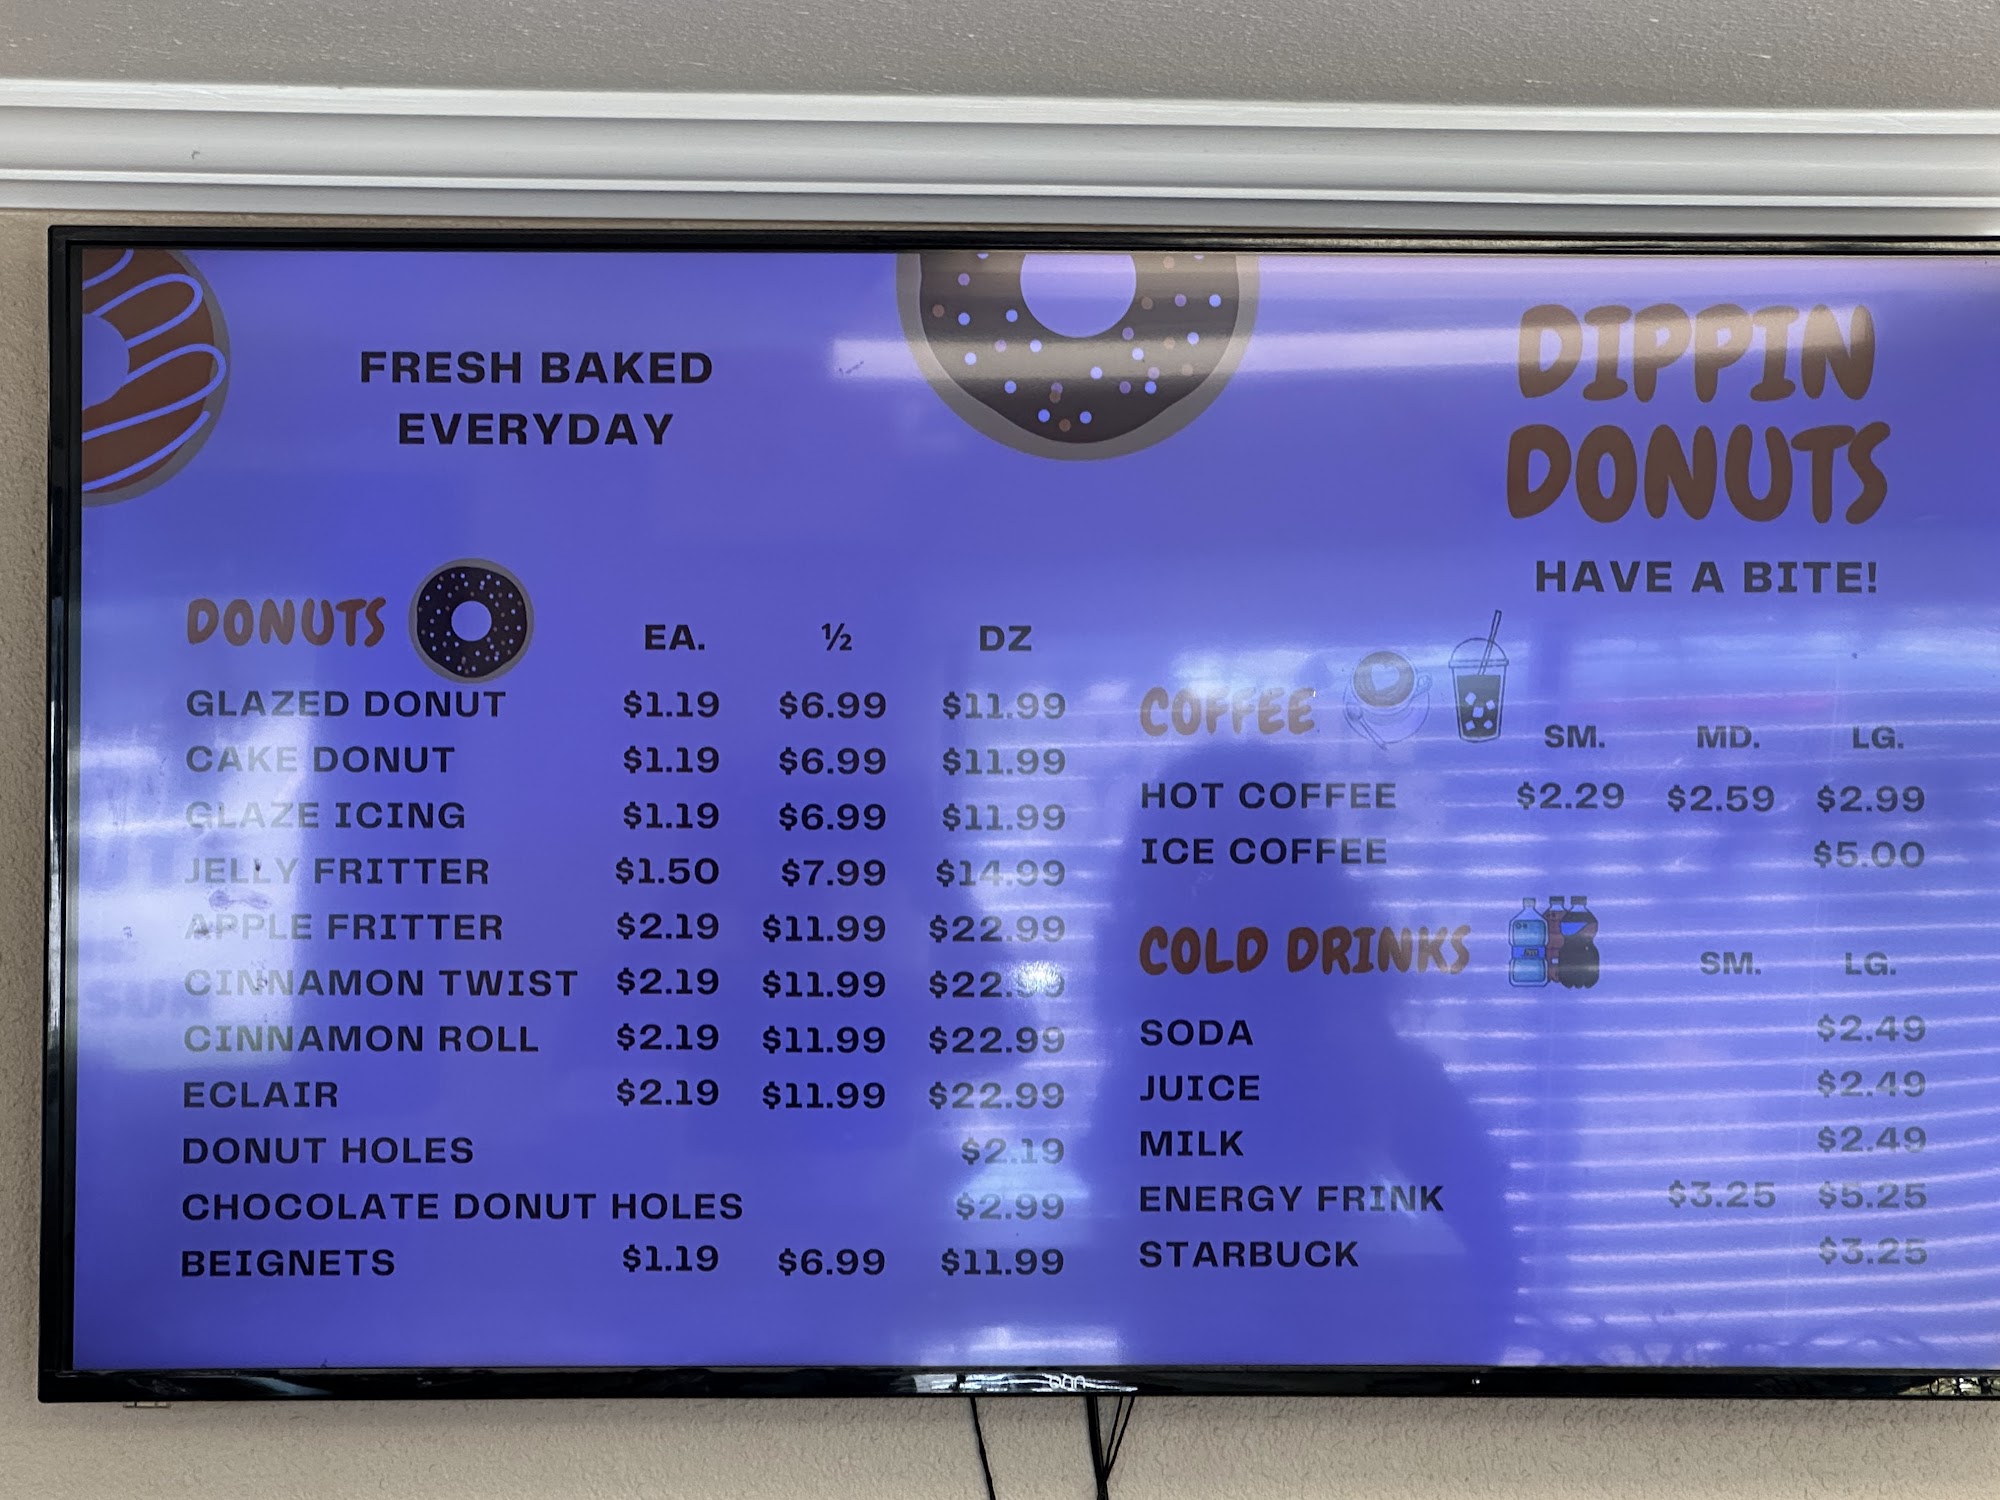 FRESH BAKED
EVERYDAY
DIPPIN
DONUTS
HAVE A BITE!
DONUTS EA. ½ DZ
GLAZED DONUT $1.19 $6.99 $11.99
CAKE DONUT $1.19 $6.99 $11.99
GLAZE ICING $1.19 $6.99 $11.99
JELLY FRITTER $1.50 $7.99 $14.99
APPLE FRITTER $2.19 $11.99 $22.99
CINNAMON TWIST $2.19 $11.99 $22.99
CINNAMON ROLL $2.19 $11.99 $22.99
ECLAIR $2.19 $11.99 $22.99
DONUT HOLES $2.19
CHOCOLATE DONUT HOLES $2.99
BEIGNETS $1.19 $6.99 $11.99
COFFEE SM. MD. LG.
HOT COFFEE $2.29 $2.59 $2.99
ICE COFFEE $5.00
COLD DRINKS SM. LG.
SODA $2.49
JUICE $2.49
MILK $2.49
ENERGY FRINK $3.25 $5.25
STARBUCK $3.25
onn